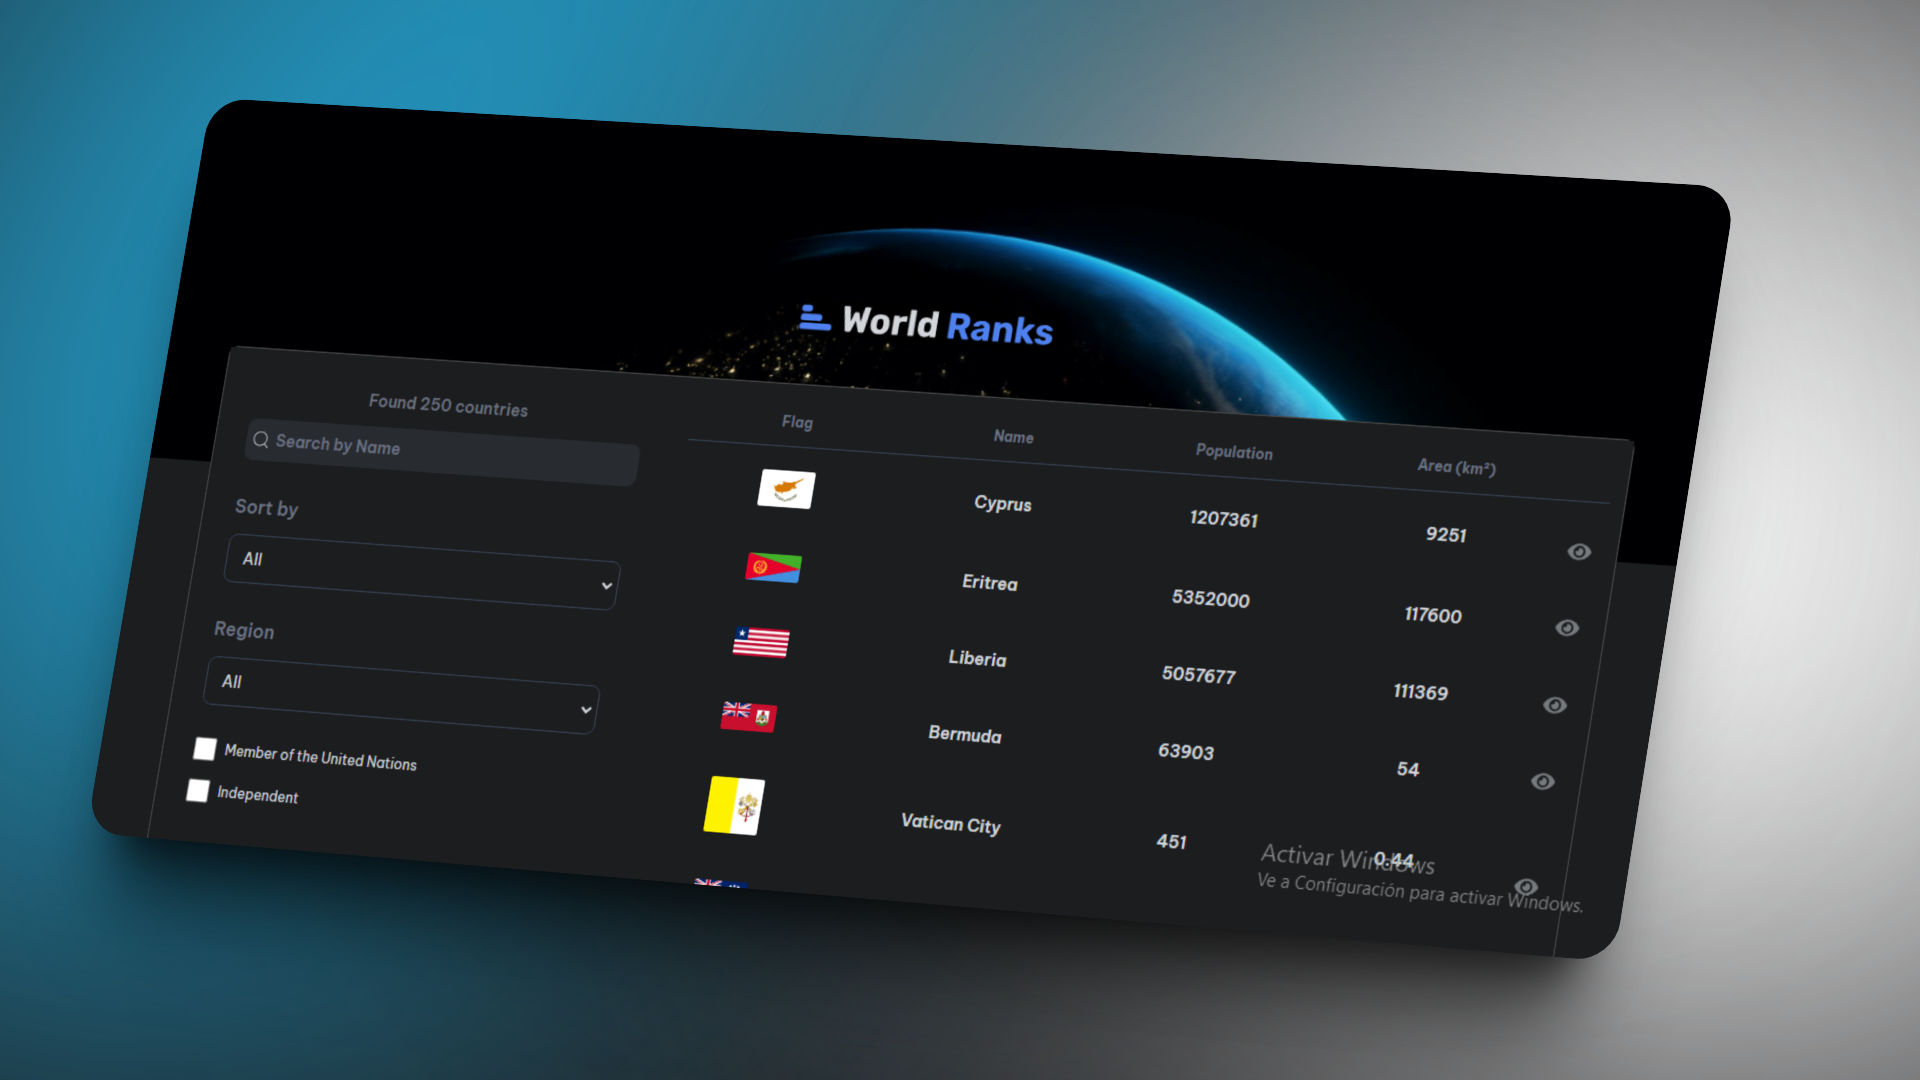 World Ranks
Found 250 countries
Search by Name
Sort by
All
Region
All
Member of the United Nations
Independent
Flag Name Population Area (km²)
Cyprus 1207361 9251
Eritrea 5352000 117600
Liberia 5057677 111369
Bermuda 63903 54
Vatican City 451 0.44
Activar Windows
Ve a Configuración para activar Windows.